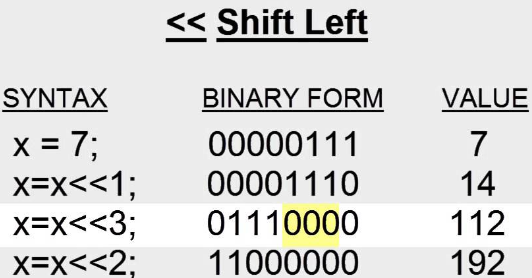 << Shift Left
SYNTAX BINARY FORM VALUE
x = 7; 00000111 7
x=x<<1; 00001110 14
x=x<<3; 01110000 112
x=x<<2; 11000000 192